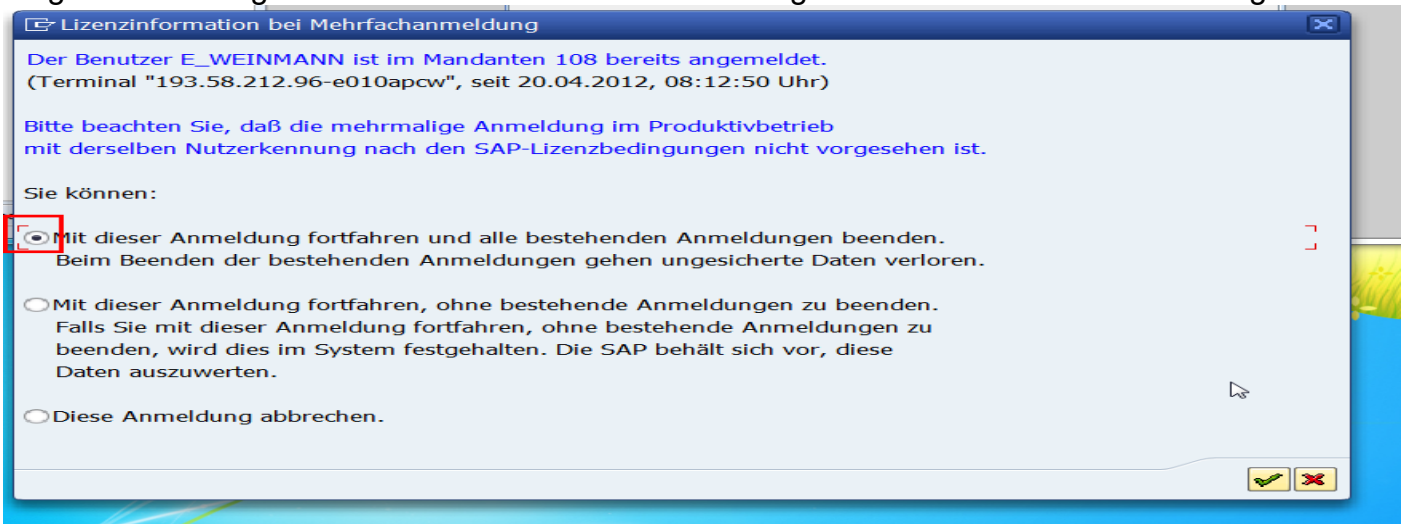 Lizenzinformation bei Mehrfachanmeldung
Der Benutzer E_WEINMANN ist im Mandanten 108 bereits angemeldet.
(Terminal "193.58.212.96-e010apcw", seit 20.04.2012, 08:12:50 Uhr)
Bitte beachten Sie, daß die mehrmalige Anmeldung im Produktivbetrieb
mit derselben Nutzerkennung nach den SAP-Lizenzbedingungen nicht vorgesehen ist.
Sie können:
Mit dieser Anmeldung fortfahren und alle bestehenden Anmeldungen beenden.
Beim Beenden der bestehenden Anmeldungen gehen ungesicherte Daten verloren.
Mit dieser Anmeldung fortfahren, ohne bestehende Anmeldungen zu beenden.
Falls Sie mit dieser Anmeldung fortfahren, ohne bestehende Anmeldungen zu
beenden, wird dies im System festgehalten. Die SAP behält sich vor, diese
Daten auszuwerten.
Diese Anmeldung abbrechen.